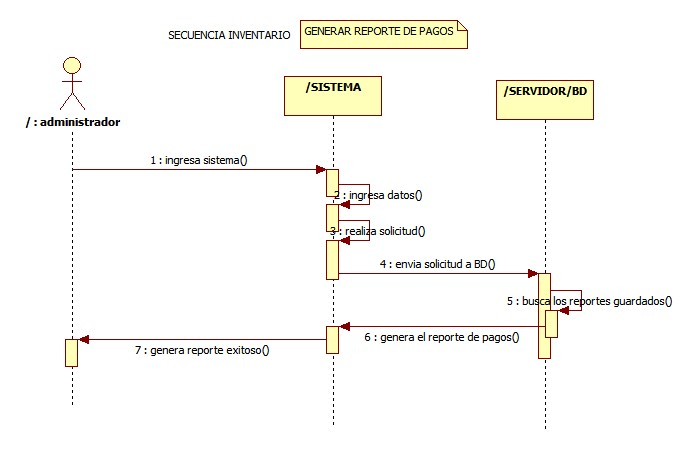 SECUENCIA INVENTARIO
GENERAR REPORTE DE PAGOS
/SISTEMA
/SERVIDOR/BD
/ : administrador
1 : ingresa sistema()
2 : ingresa datos()
3 : realiza solicitud()
4 : envia solicitud a BD()
5 : busca los reportes guardados()
6 : genera el reporte de pagos()
7 : genera reporte exitoso()